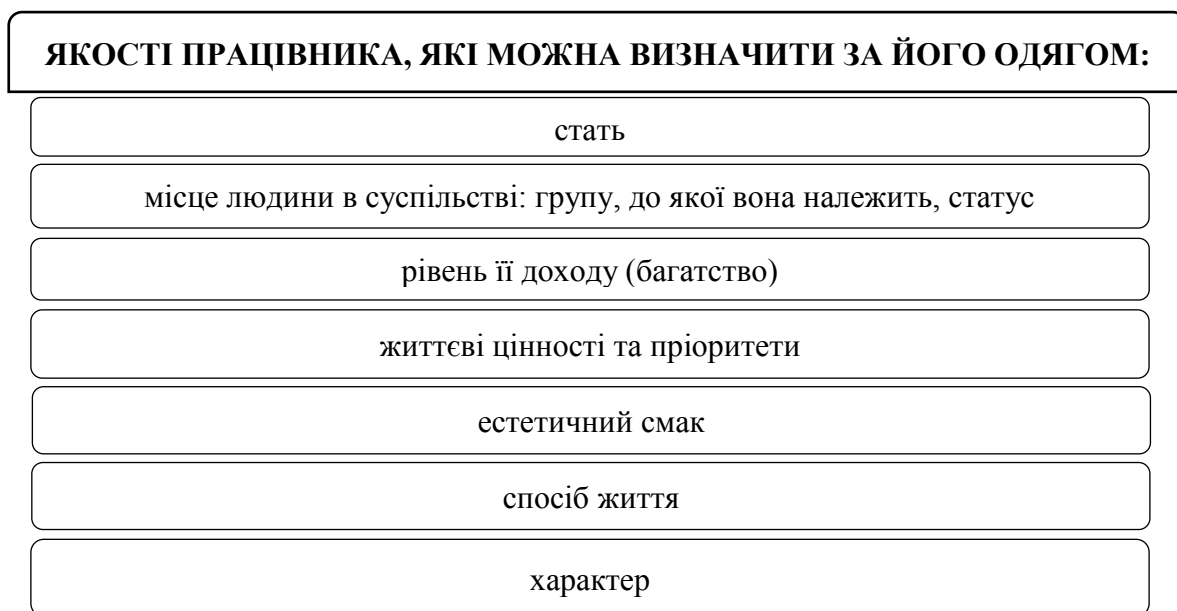 ЯКОСТІ ПРАЦІВНИКА, ЯКІ МОЖНА ВИЗНАЧИТИ ЗА ЙОГО ОДЯГОМ:
стать
місце людини в суспільстві: групу, до якої вона належить, статус
рівень її доходу (багатство)
життєві цінності та пріоритети
естетичний смак
спосіб життя
характер